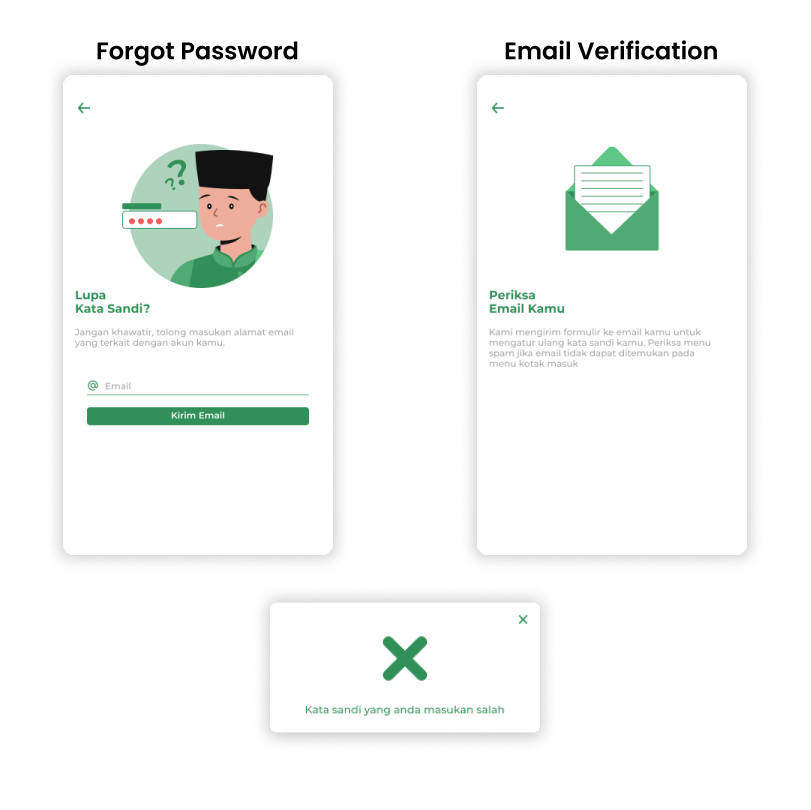 Forgot Password
Email Verification
??
Lupa
Kata Sandi?
Jangan khawatir, tolong masukan alamat email
yang terkait dengan akun kamu.
@ Email
Kirim Email
Periksa
Email Kamu
Kami mengirim formulir ke email kamu untuk
mengatur ulang kata sandi kamu. Periksa menu
spam jika email tidak dapat ditemukan pada
menu kotak masuk
Kata sandi yang anda masukan salah